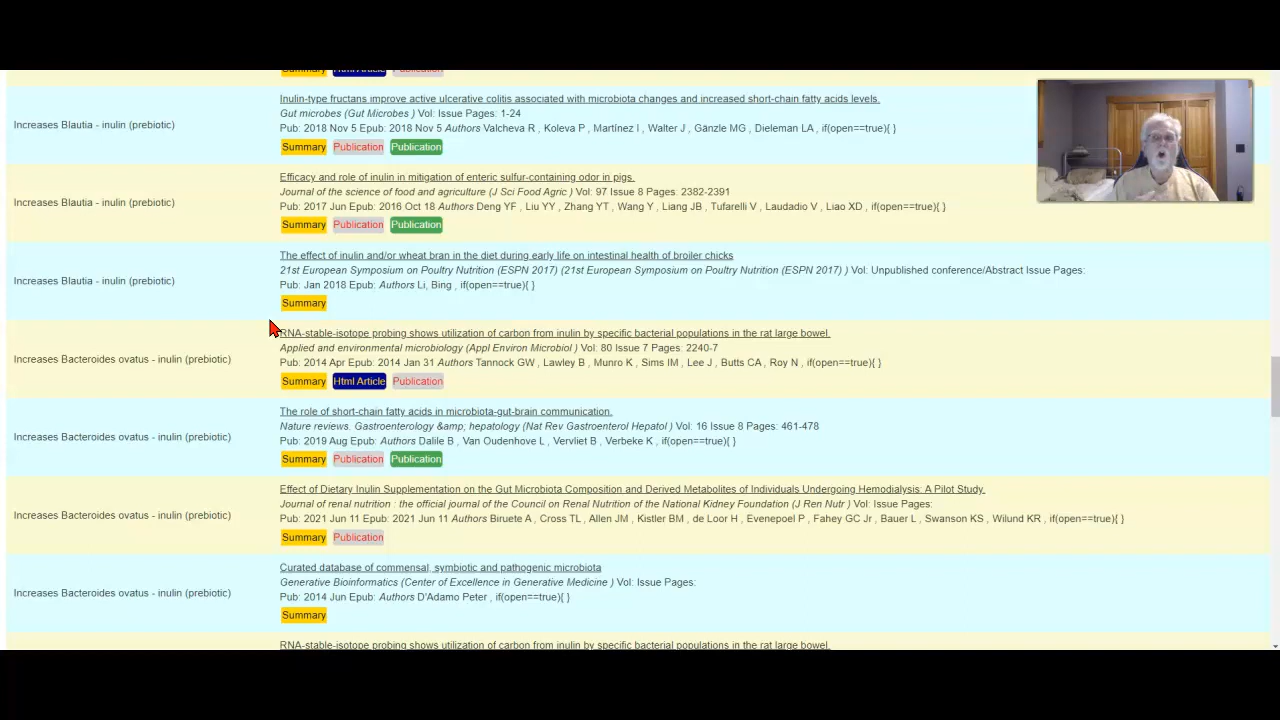 Summary Html Article Publication
Inulin-type fructans improve active ulcerative colitis associated with microbiota changes and increased short-chain fatty acids levels.
Gut microbes (Gut Microbes ) Vol: Issue Pages: 1-24
Increases Blautia - inulin (prebiotic)
Pub: 2018 Nov 5 Epub: 2018 Nov 5 Authors Valcheva R , Koleva P , Martínez I , Walter J , Gänzle MG , Dieleman LA , if(open==true){ }
Summary Publication Publication
Efficacy and role of inulin in mitigation of enteric sulfur-containing odor in pigs.
Journal of the science of food and agriculture (J Sci Food Agric ) Vol: 97 Issue 8 Pages: 2382-2391
Increases Blautia - inulin (prebiotic)
Pub: 2017 Jun Epub: 2016 Oct 18 Authors Deng YF , Liu YY , Zhang YT , Wang Y , Liang JB , Tufarelli V , Laudadio V , Liao XD , if(open==true){ }
Summary Publication Publication
The effect of inulin and/or wheat bran in the diet during early life on intestinal health of broiler chicks
21st European Symposium on Poultry Nutrition (ESPN 2017) (21st European Symposium on Poultry Nutrition (ESPN 2017) ) Vol: Unpublished conference/Abstract Issue Pages:
Increases Blautia - inulin (prebiotic)
Pub: Jan 2018 Epub: Authors Li, Bing , if(open==true){ }
Summary
RNA-stable-isotope probing shows utilization of carbon from inulin by specific bacterial populations in the rat large bowel.
Applied and environmental microbiology (Appl Environ Microbiol ) Vol: 80 Issue 7 Pages: 2240-7
Increases Bacteroides ovatus - inulin (prebiotic)
Pub: 2014 Apr Epub: 2014 Jan 31 Authors Tannock GW , Lawley B , Munro K , Sims IM , Lee J , Butts CA , Roy N , if(open==true){ }
Summary Html Article Publication
The role of short-chain fatty acids in microbiota-gut-brain communication.
Nature reviews. Gastroenterology &amp; hepatology (Nat Rev Gastroenterol Hepatol ) Vol: 16 Issue 8 Pages: 461-478
Increases Bacteroides ovatus - inulin (prebiotic)
Pub: 2019 Aug Epub: Authors Dalile B , Van Oudenhove L , Vervliet B , Verbeke K , if(open==true){ }
Summary Publication Publication
Effect of Dietary Inulin Supplementation on the Gut Microbiota Composition and Derived Metabolites of Individuals Undergoing Hemodialysis: A Pilot Study.
Journal of renal nutrition : the official journal of the Council on Renal Nutrition of the National Kidney Foundation (J Ren Nutr ) Vol: Issue Pages:
Increases Bacteroides ovatus - inulin (prebiotic)
Pub: 2021 Jun 11 Epub: 2021 Jun 11 Authors Biruete A , Cross TL , Allen JM , Kistler BM , de Loor H , Evenepoel P , Fahey GC Jr , Bauer L , Swanson KS , Wilund KR , if(open==true){ }
Summary Publication
Curated database of commensal, symbiotic and pathogenic microbiota
Generative Bioinformatics (Center of Excellence in Generative Medicine ) Vol: Issue Pages:
Increases Bacteroides ovatus - inulin (prebiotic)
Pub: 2014 Jun Epub: Authors D'Adamo Peter , if(open==true){ }
Summary
RNA-stable-isotope probing shows utilization of carbon from inulin by specific bacterial populations in the rat large bowel.